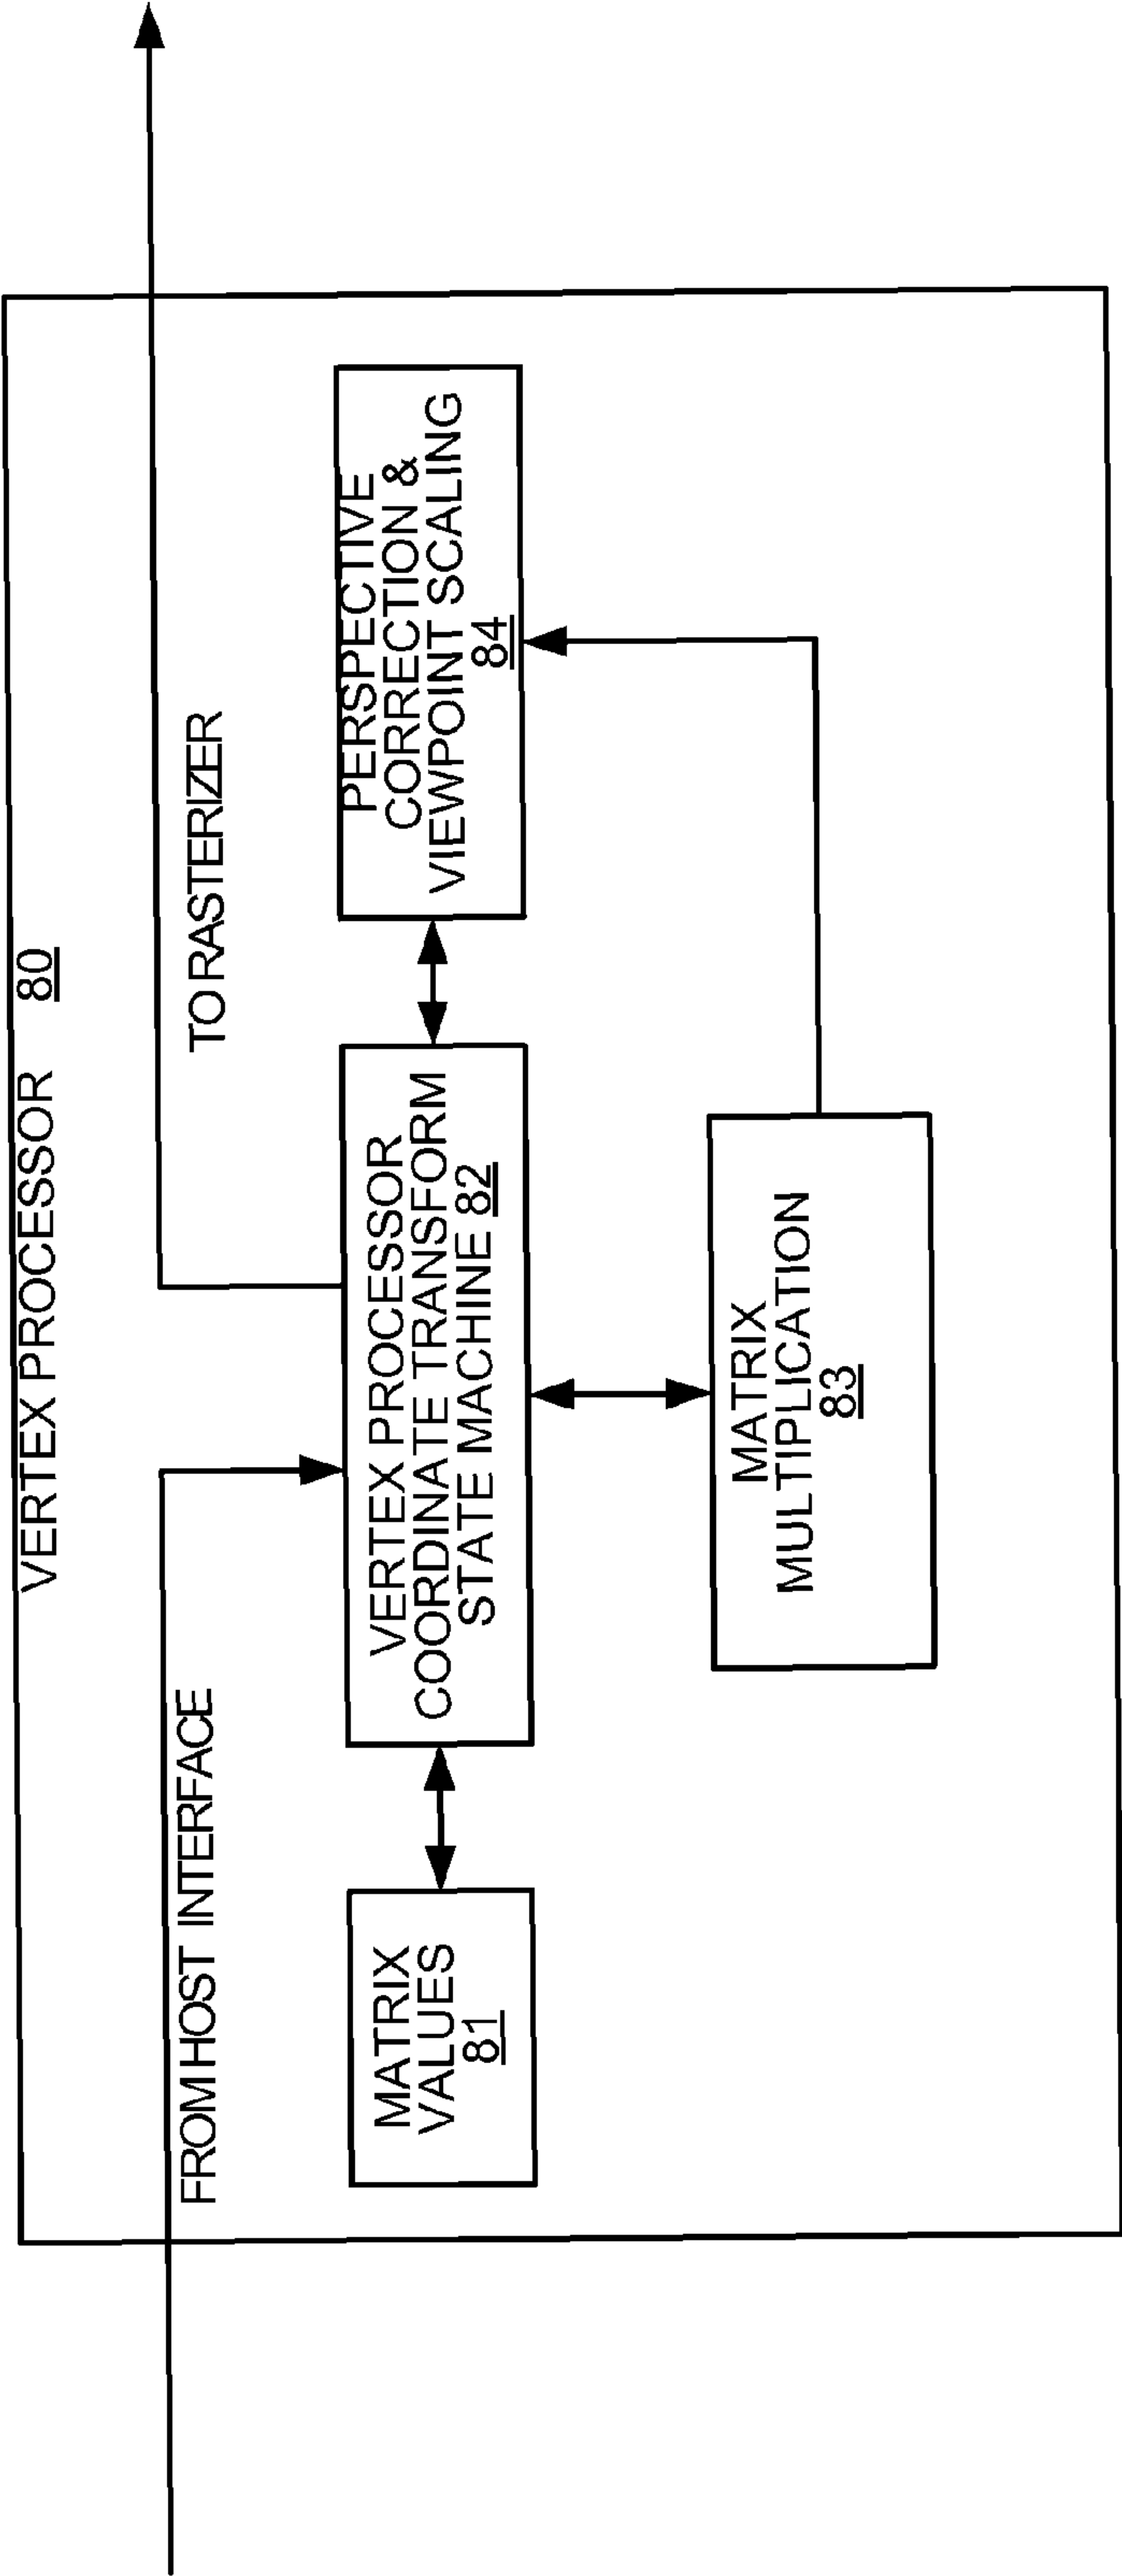 VERTEX PROCESSOR 80
FROM HOST INTERFACE
TO RASTERIZER
MATRIX
VALUES
81
VERTEX PROCESSOR
COORDINATE TRANSFORM
STATE MACHINE 82
PERSPECTIVE
CORRECTION &
VIEWPOINT SCALING
84
MATRIX
MULTIPLICATION
83